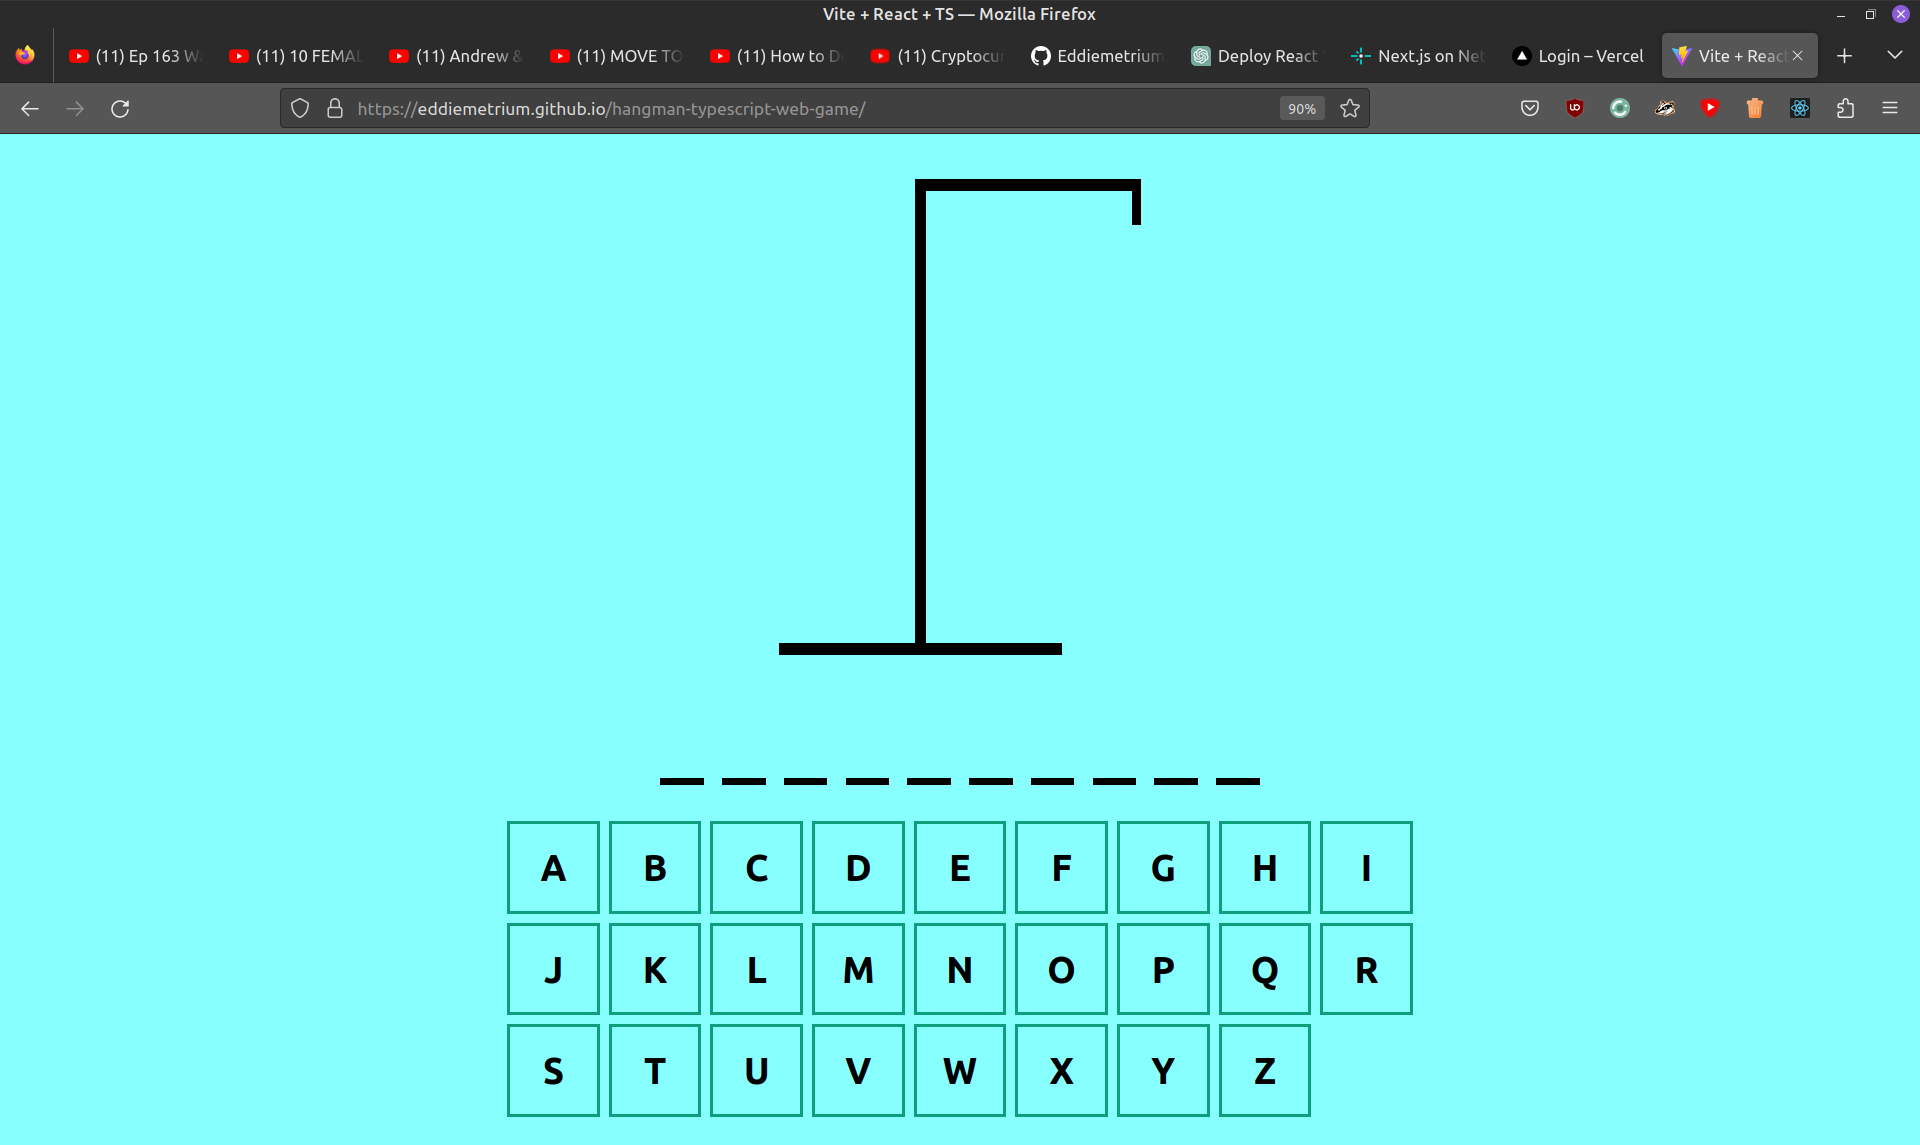 Vite + React + TS — Mozilla Firefox
(11) Ep 163 (11) 10 FEMAL (11) Andrew & (11) MOVE TO (11) How to D (11) Cryptocur Eddiemetrium Deploy React Next.js on Net Login – Vercel Vite + React
https://eddiemetrium.github.io/hangman-typescript-web-game/ 90%
A B C D E F G H I
J K L M N O P Q R
S T U V W X Y Z